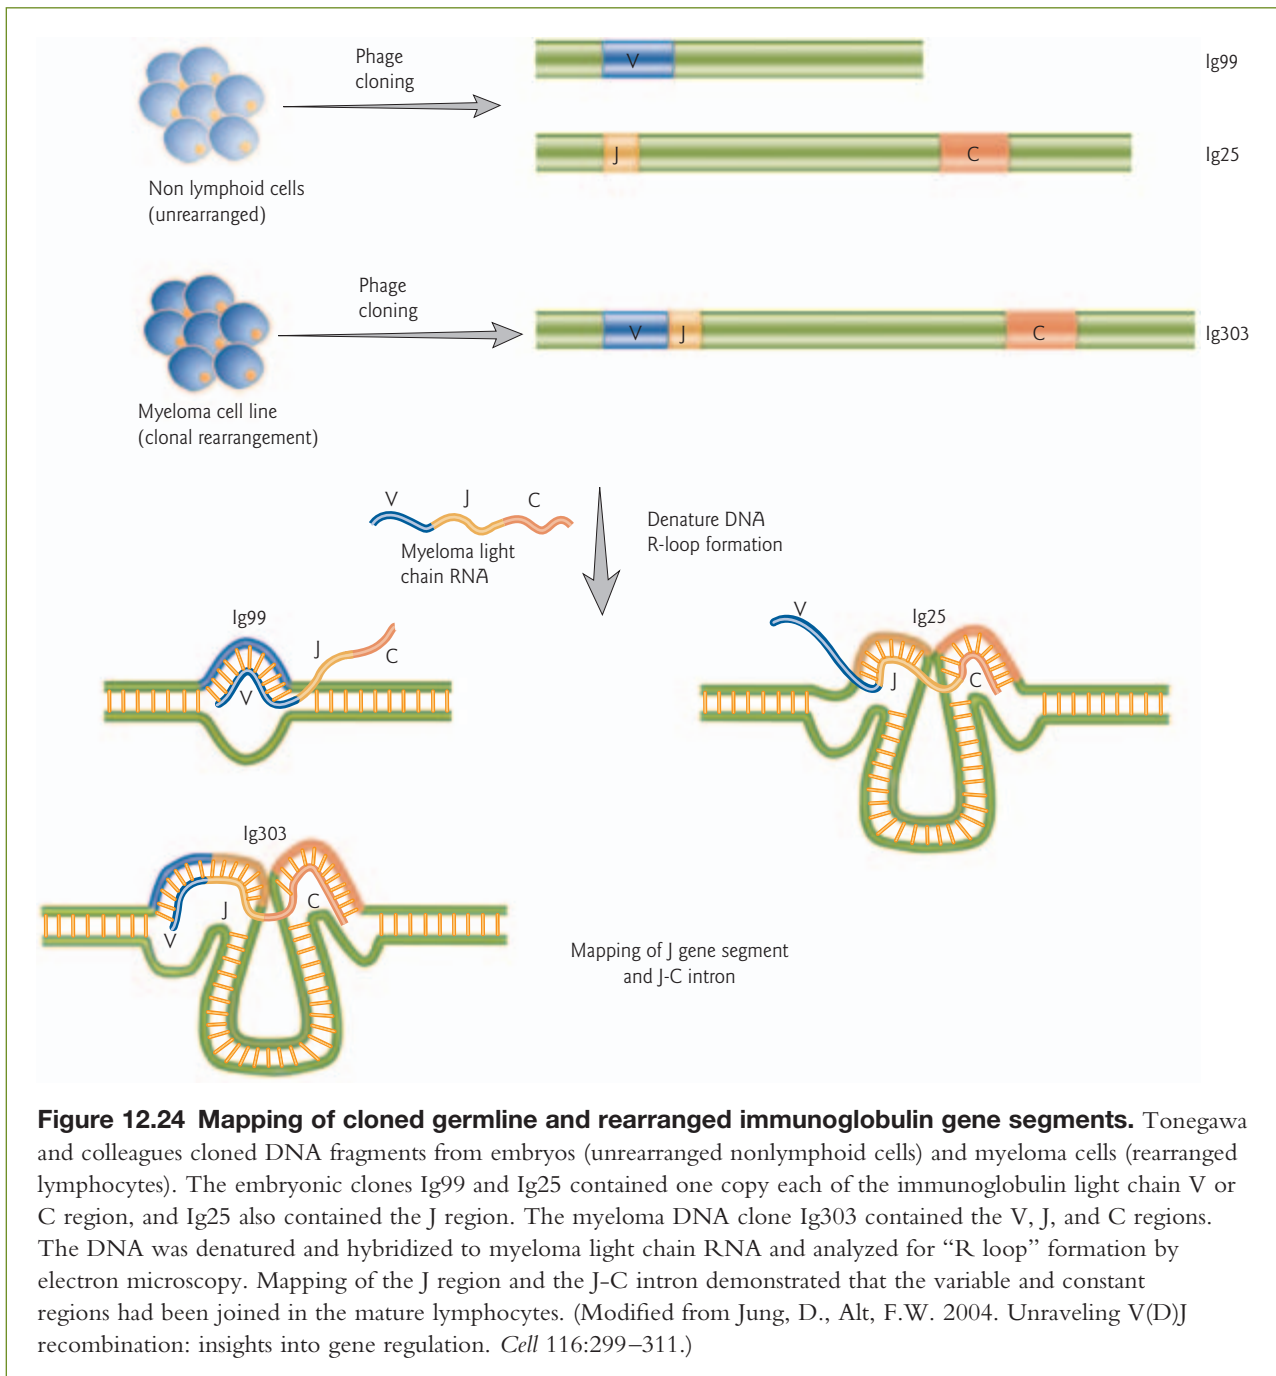 Phage
cloning
V
Ig99
J
C
Ig25
Non lymphoid cells
(unrearranged)
Phage
cloning
V
J
C
Ig303
Myeloma cell line
(clonal rearrangement)
V
J
C
Myeloma light
chain RNA
Denature DNA
R-loop formation
Ig99
V
J
C
V
Ig25
J
C
Ig303
V
J
C
Mapping of J gene segment
and J-C intron
Figure 12.24 Mapping of cloned germline and rearranged immunoglobulin gene segments. Tonegawa
and colleagues cloned DNA fragments from embryos (unrearranged nonlymphoid cells) and myeloma cells (rearranged
lymphocytes). The embryonic clones Ig99 and Ig25 contained one copy each of the immunoglobulin light chain V or
C region, and Ig25 also contained the J region. The myeloma DNA clone Ig303 contained the V, J, and C regions.
The DNA was denatured and hybridized to myeloma light chain RNA and analyzed for “R loop” formation by
electron microscopy. Mapping of the J region and the J-C intron demonstrated that the variable and constant
regions had been joined in the mature lymphocytes. (Modified from Jung, D., Alt, F.W. 2004. Unraveling V(D)J
recombination: insights into gene regulation. Cell 116:299–311.)